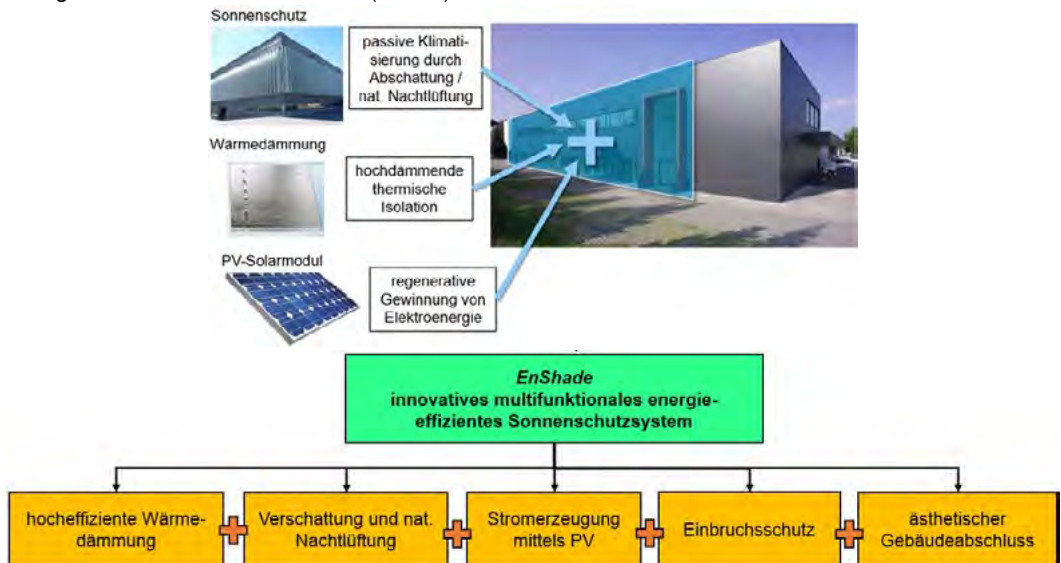 Sonnenschutz
passive Klimati-
sierung durch
Abschattung /
nat. Nachtlüftung
Wärmedämmung
hochdämmende
thermische
Isolation
PV-Solarmodul
regenerative
Gewinnung von
Elektroenergie
EnShade
innovatives multifunktionales energie-
effizientes Sonnenschutzsystem
hocheffiziente Wärme-
dämmung
Verschattung und nat.
Nachtlüftung
Stromerzeugung
mittels PV
Einbruchsschutz
ästhetischer
Gebäudeabschluss